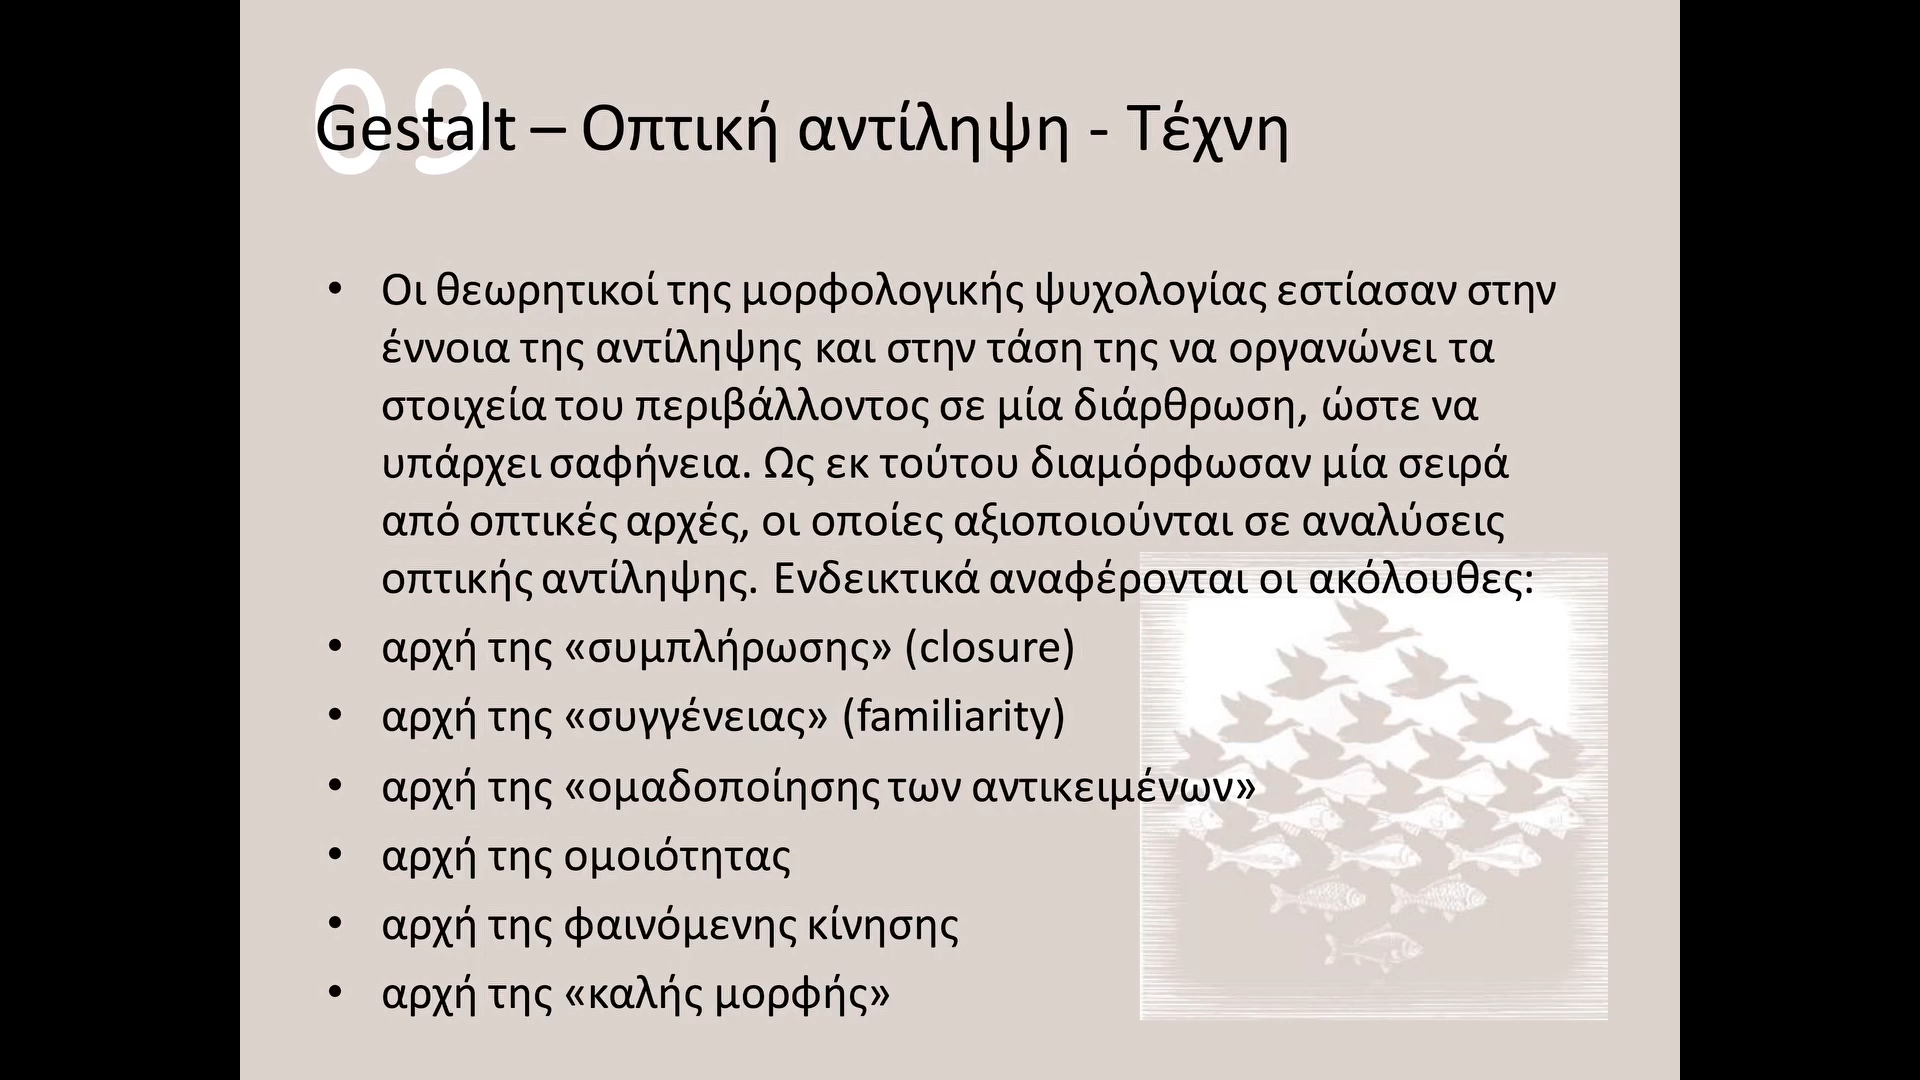 09
Gestalt – Οπτική αντίληψη - Τέχνη
• Οι θεωρητικοί της μορφολογικής ψυχολογίας εστίασαν στην
έννοια της αντίληψης και στην τάση της να οργανώνει τα
στοιχεία του περιβάλλοντος σε μία διάρθρωση, ώστε να
υπάρχει σαφήνεια. Ως εκ τούτου διαμόρφωσαν μία σειρά
από οπτικές αρχές, οι οποίες αξιοποιούνται σε αναλύσεις
οπτικής αντίληψης. Ενδεικτικά αναφέρονται οι ακόλουθες:
• αρχή της «συμπλήρωσης» (closure)
• αρχή της «συγγένειας» (familiarity)
• αρχή της «ομαδοποίησης των αντικειμένων»
• αρχή της ομοιότητας
• αρχή της φαινόμενης κίνησης
• αρχή της «καλής μορφής»